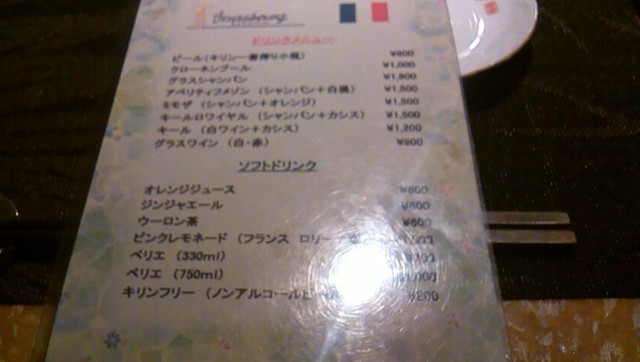 Strasbourg
ドリンクメニュー
ビール(キリン一番搾り小瓶) ¥800
クローネンブール ¥1,000
グラスシャンパン
アペリティフメゾン (シャンパン+白桃) ¥1,500
ミモザ (シャンパン+オレンジ) ¥1,500
キールロワイヤル (シャンパン+カシス) ¥1,500
キール (白ワイン+カシス) ¥1,200
グラスワイン (白・赤) ¥900
ソフトドリンク
オレンジジュース ¥600
ジンジャエール ¥600
ウーロン茶 ¥600
ピンクレモネード (フランス ロリーナ
ペリエ (330ml)
ペリエ (750ml)
キリンフリー (ノンアルコールビール